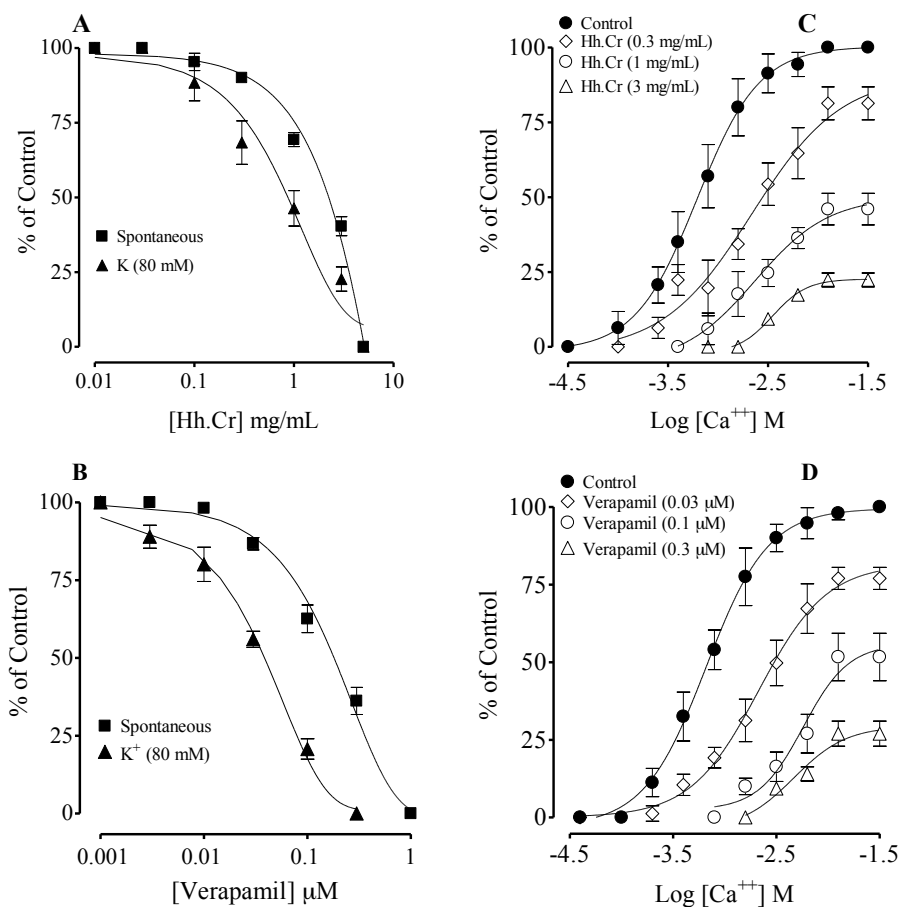 A
100
75
50
25
0
% of Control
Spontaneous
K (80 mM)
0.01 0.1 1 10
[Hh.Cr] mg/mL
C
Control
Hh.Cr (0.3 mg/mL)
Hh.Cr (1 mg/mL)
Hh.Cr (3 mg/mL)
100
75
50
25
0
% of Control
-4.5 -3.5 -2.5 -1.5
Log [Ca⁺⁺] M
B
100
75
50
25
0
% of Control
Spontaneous
K⁺ (80 mM)
0.001 0.01 0.1 1
[Verapamil] μM
D
Control
Verapamil (0.03 μM)
Verapamil (0.1 μM)
Verapamil (0.3 μM)
100
75
50
25
0
% of Control
-4.5 -3.5 -2.5 -1.5
Log [Ca⁺⁺] M